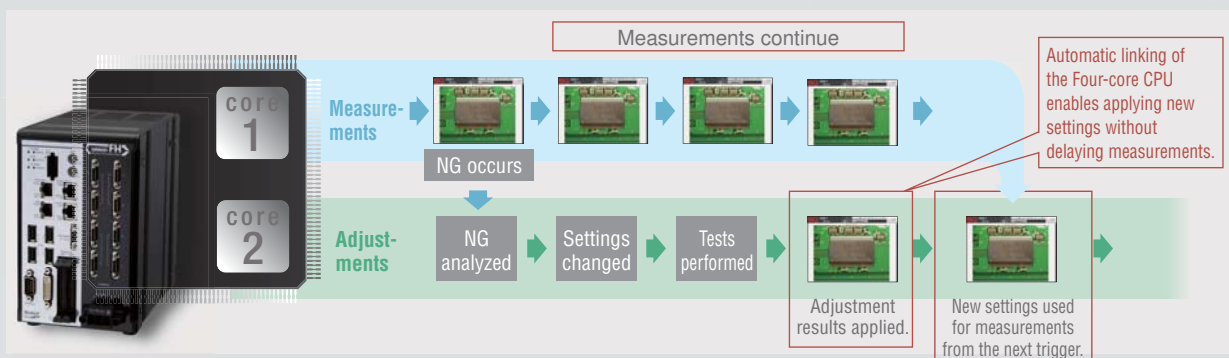 Measurements continue
Automatic linking of
the Four-core CPU
enables applying new
settings without
delaying measurements.
core
1
Measure-
ments
NG occurs
core
2
Adjust-
ments
NG
analyzed
Settings
changed
Tests
performed
Adjustment
results applied.
New settings used
for measurements
from the next trigger.
FH